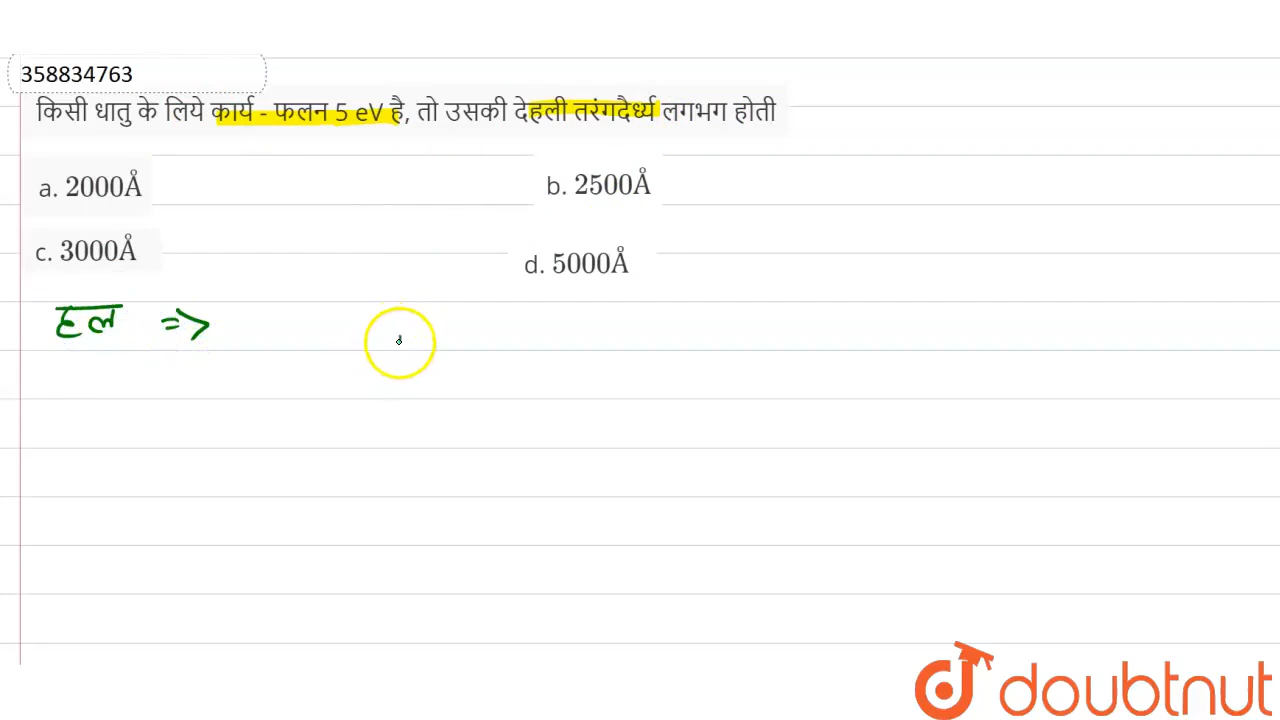 358834763
किसी धातु के लिये कार्य - फलन 5 eV है, तो उसकी देहली तरंगदैर्ध्य लगभग होती
a. 2000Å
b. 2500Å
c. 3000Å
d. 5000Å
हल =>
doubtnut